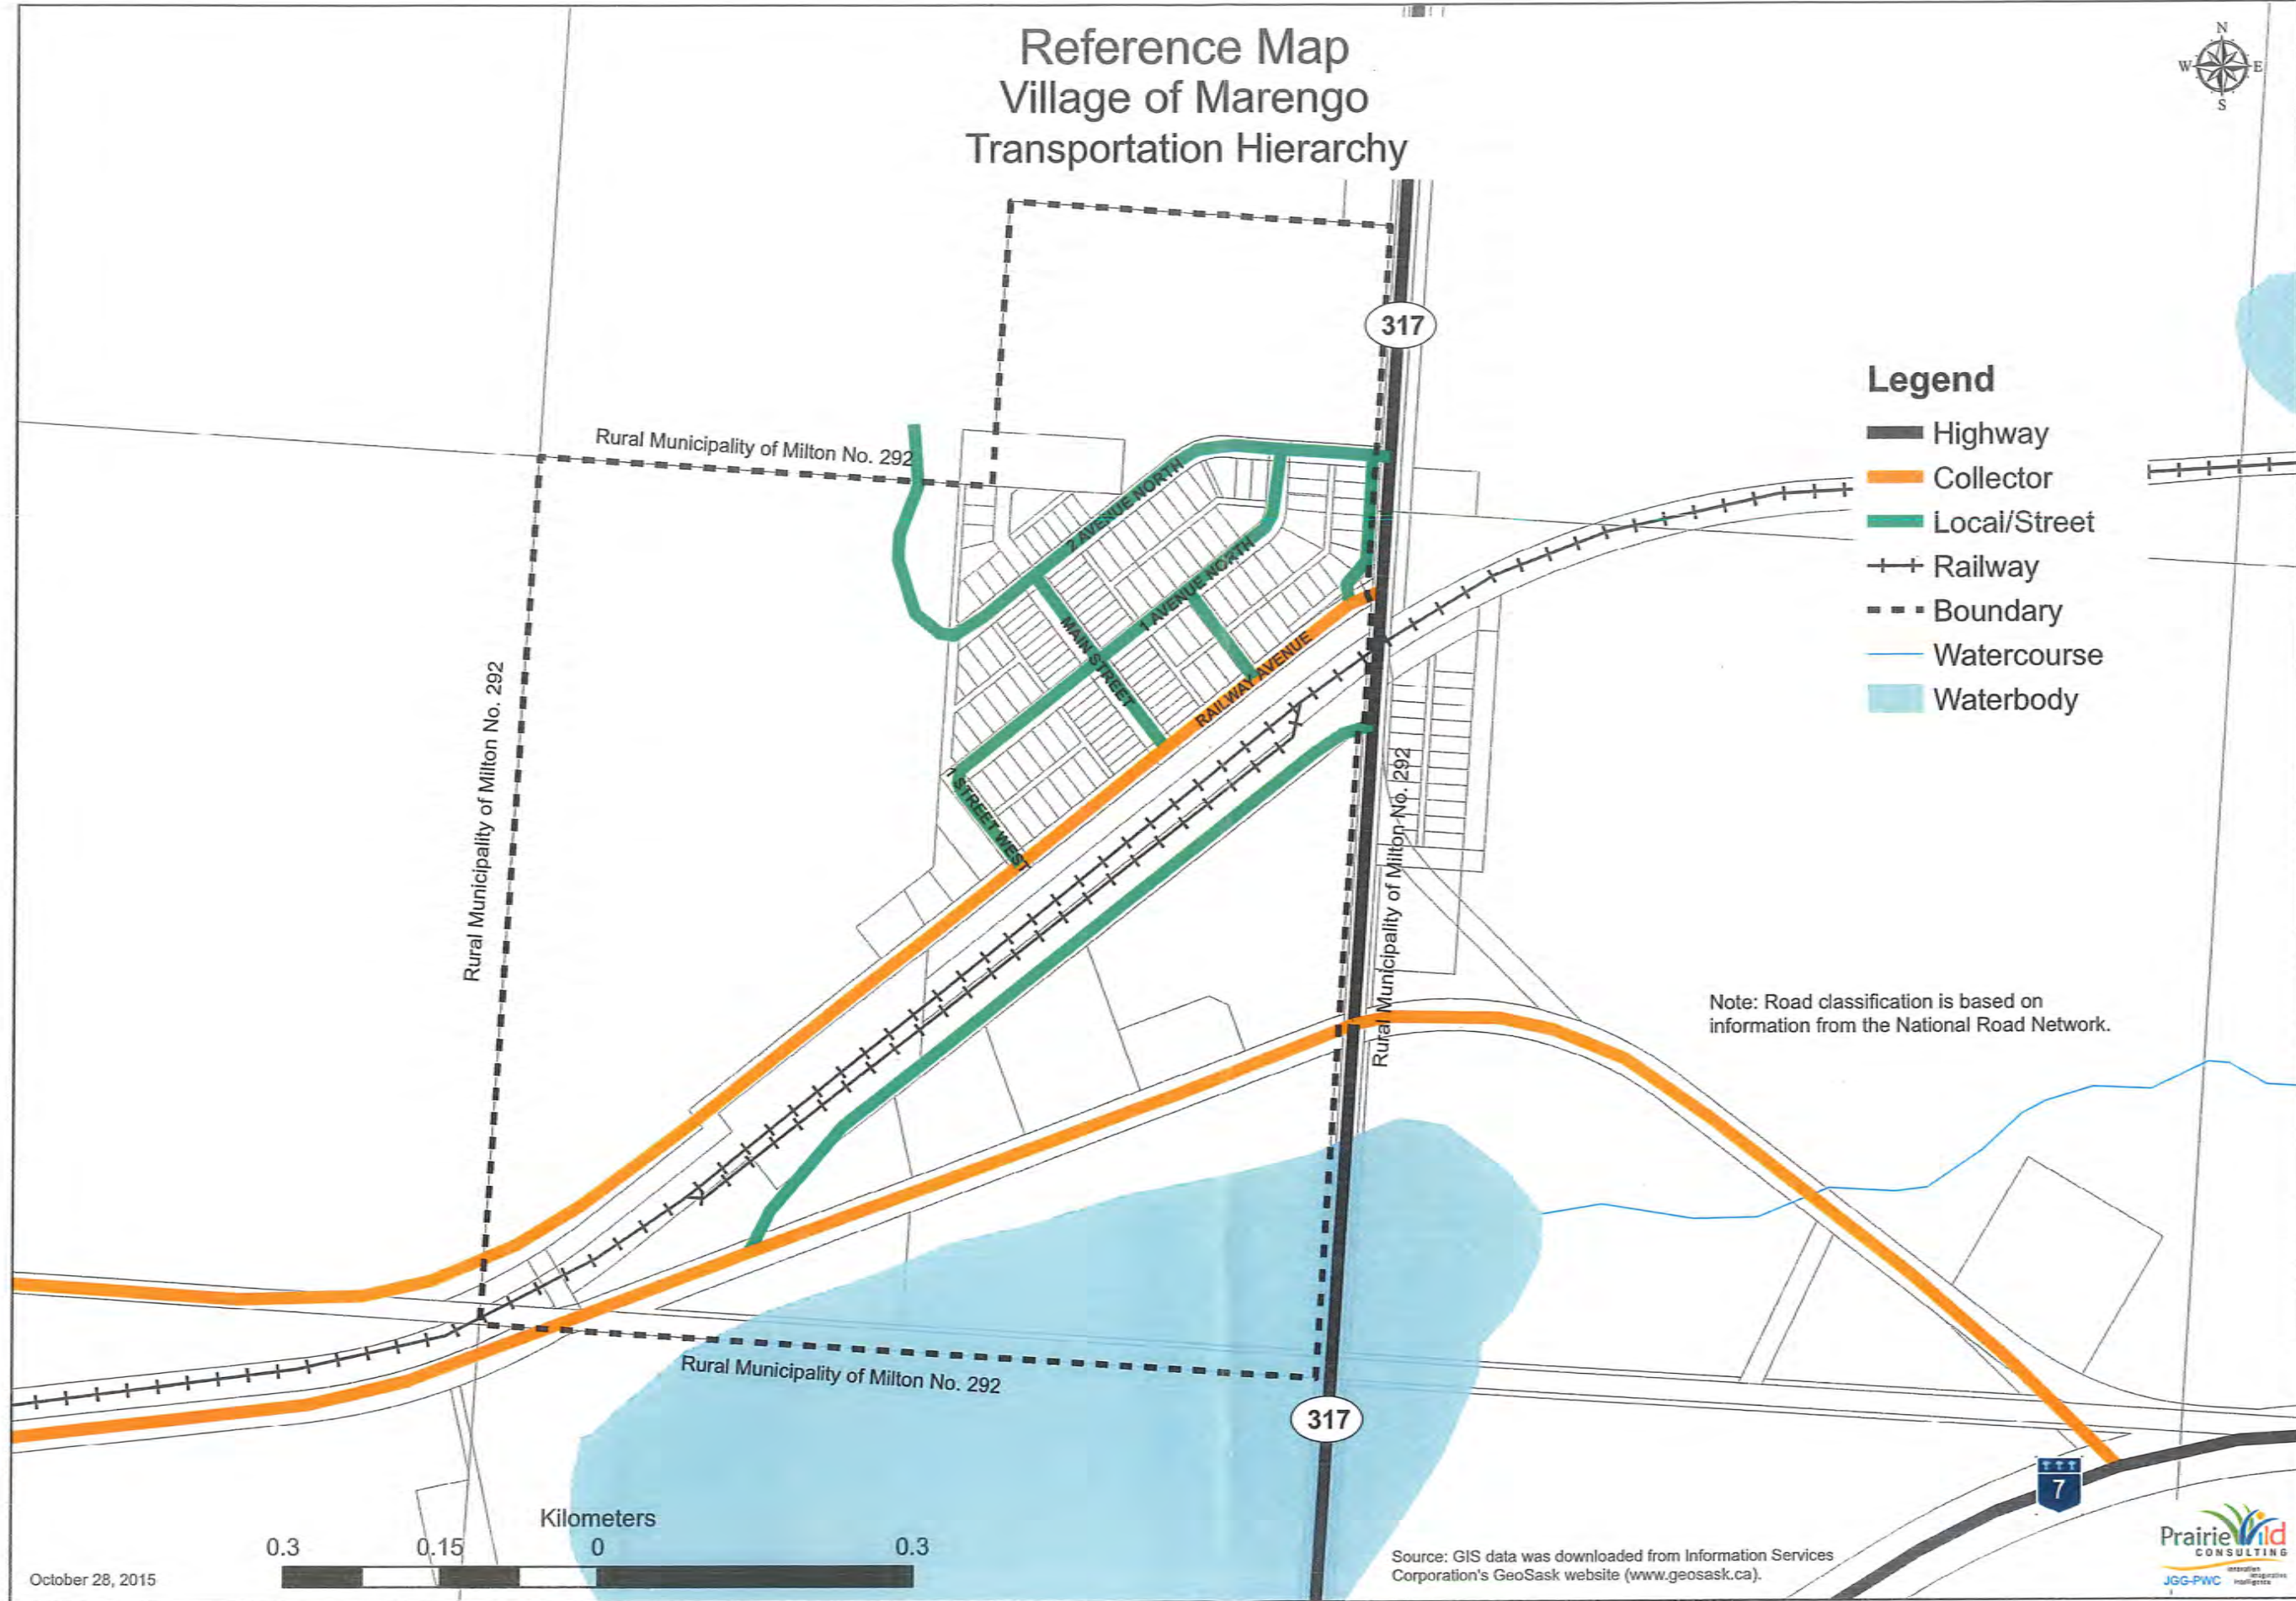 Reference Map
Village of Marengo
Transportation Hierarchy
N
W
E
S
317
Legend
Highway
Collector
Local/Street
Railway
Boundary
Watercourse
Waterbody
Rural Municipality of Milton No. 292
2 AVENUE NORTH
1 AVENUE NORTH
MAIN STREET
RAILWAY AVENUE
1 STREET WEST
Rural Municipality of Milton No. 292
Rural Municipality of Milton No. 292
Note: Road classification is based on
information from the National Road Network.
Rural Municipality of Milton No. 292
317
7
Kilometers
0.3
0.15
0
0.3
October 28, 2015
Source: GIS data was downloaded from Information Services
Corporation's GeoSask website (www.geosask.ca).
PrairieWild
CONSULTING
JGG-PWC
innovation
imagination
intelligence